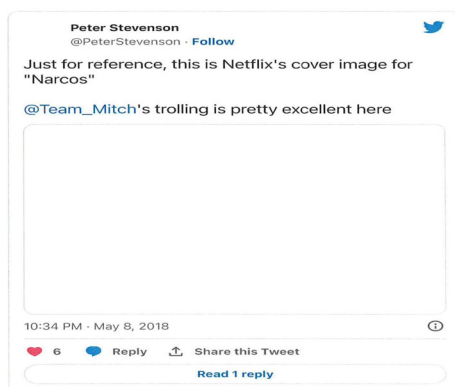 Peter Stevenson
@PeterStevenson · Follow
Just for reference, this is Netflix's cover image for
"Narcos"
@Team_Mitch's trolling is pretty excellent here
10:34 PM · May 8, 2018
6 Reply Share this Tweet
Read 1 reply